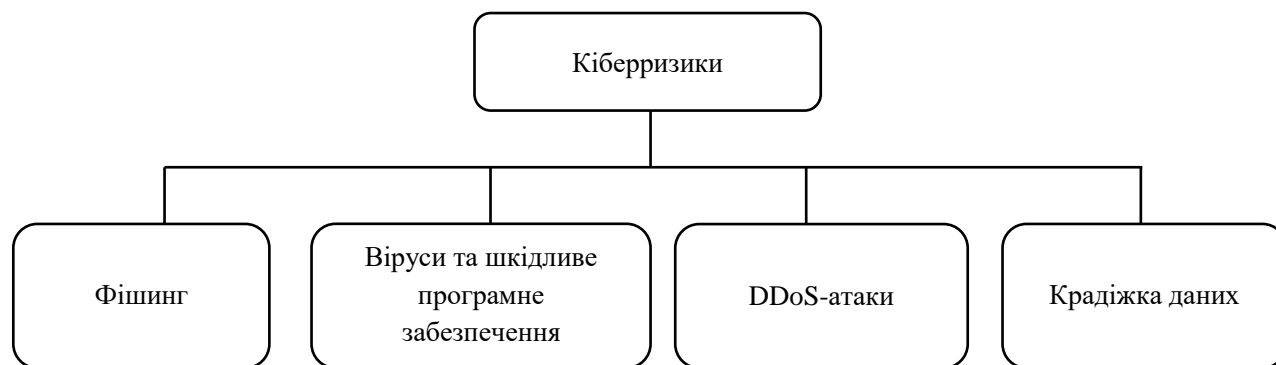 Кіберризики
Фішинг
Віруси та шкідливе
програмне
забезпечення
DDoS-атаки
Крадіжка даних